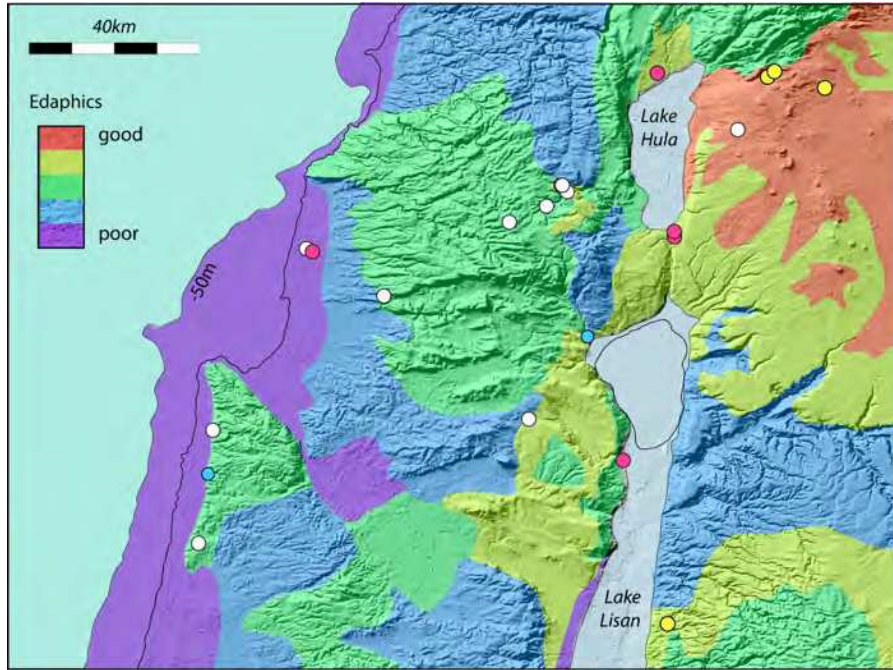 40km
Edaphics
good
poor
-50m
Lake
Hula
Lake
Lisan